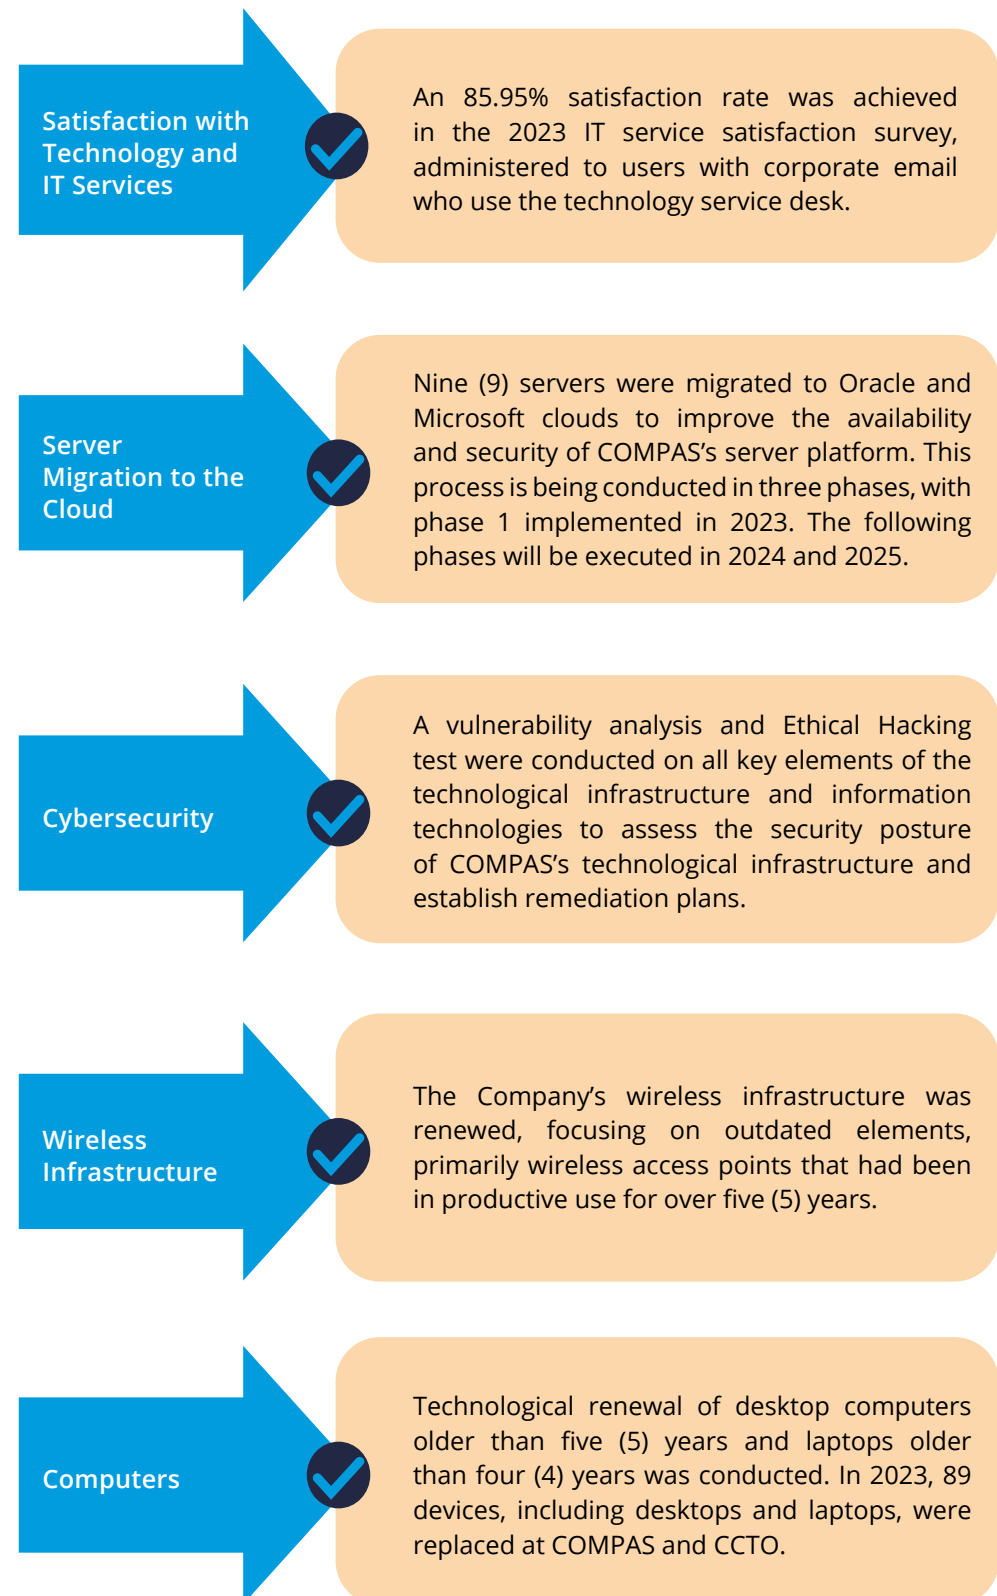 Satisfaction with
Technology and
IT Services
An 85.95% satisfaction rate was achieved
in the 2023 IT service satisfaction survey,
administered to users with corporate email
who use the technology service desk.
Server
Migration to the
Cloud
Nine (9) servers were migrated to Oracle and
Microsoft clouds to improve the availability
and security of COMPAS’s server platform. This
process is being conducted in three phases, with
phase 1 implemented in 2023. The following
phases will be executed in 2024 and 2025.
Cybersecurity
A vulnerability analysis and Ethical Hacking
test were conducted on all key elements of the
technological infrastructure and information
technologies to assess the security posture
of COMPAS’s technological infrastructure and
establish remediation plans.
Wireless
Infrastructure
The Company’s wireless infrastructure was
renewed, focusing on outdated elements,
primarily wireless access points that had been
in productive use for over five (5) years.
Computers
Technological renewal of desktop computers
older than five (5) years and laptops older
than four (4) years was conducted. In 2023, 89
devices, including desktops and laptops, were
replaced at COMPAS and CCTO.